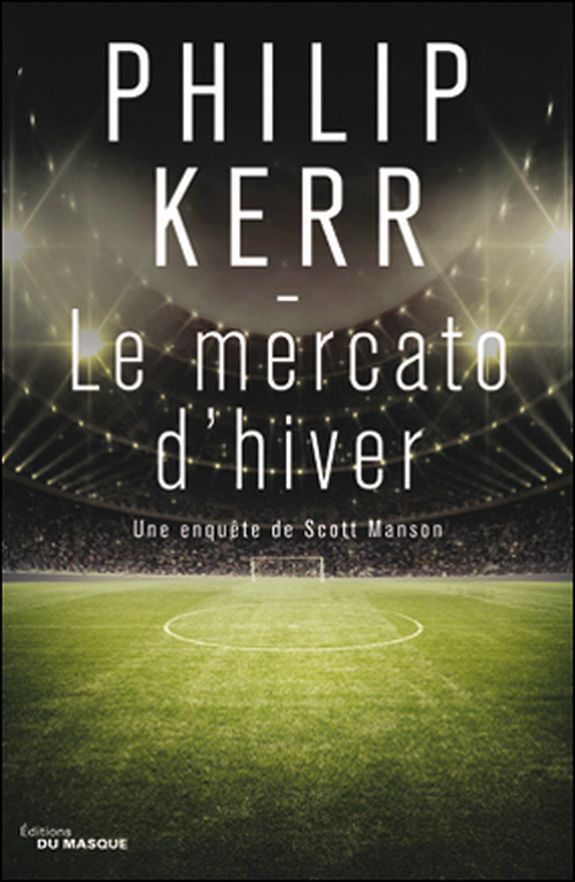 PHILIP
KERR
–
Le mercato
d'hiver
Une enquête de Scott Manson
Éditions
DU MASQUE